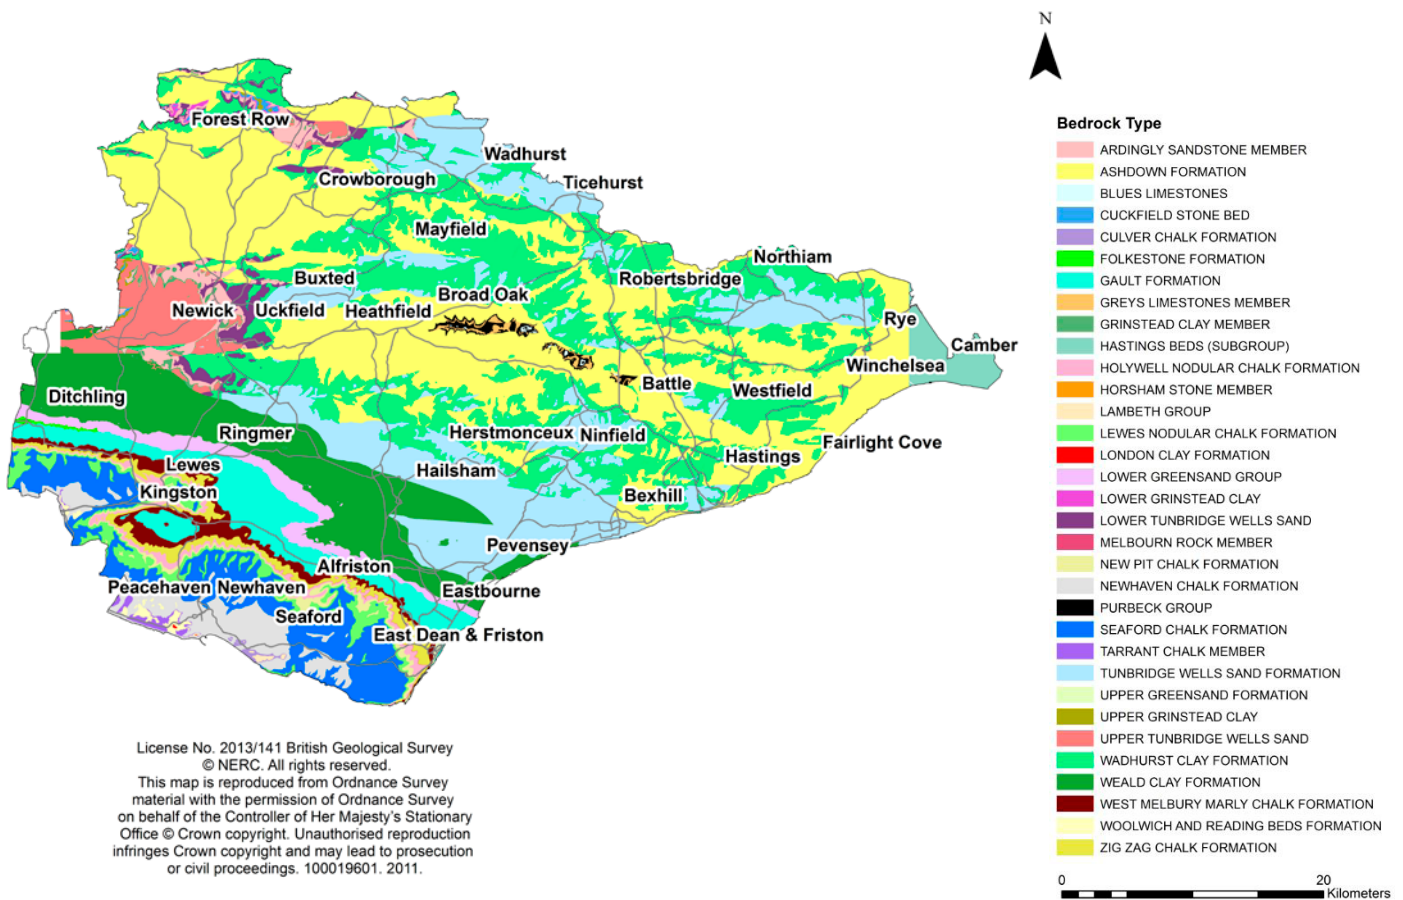 N
Forest Row
Wadhurst
Crowborough
Ticehurst
Mayfield
Northiam
Buxted
Robertsbridge
Broad Oak
Newick
Uckfield
Heathfield
Rye
Camber
Winchelsea
Battle
Westfield
Ditchling
Ringmer
Herstmonceux
Ninfield
Fairlight Cove
Hastings
Lewes
Hailsham
Kingston
Bexhill
Pevensey
Alfriston
Peacehaven
Newhaven
Eastbourne
Seaford
East Dean & Friston
Bedrock Type
ARDINGLY SANDSTONE MEMBER
ASHDOWN FORMATION
BLUES LIMESTONES
CUCKFIELD STONE BED
CULVER CHALK FORMATION
FOLKESTONE FORMATION
GAULT FORMATION
GREYS LIMESTONES MEMBER
GRINSTEAD CLAY MEMBER
HASTINGS BEDS (SUBGROUP)
HOLYWELL NODULAR CHALK FORMATION
HORSHAM STONE MEMBER
LAMBETH GROUP
LEWES NODULAR CHALK FORMATION
LONDON CLAY FORMATION
LOWER GREENSAND GROUP
LOWER GRINSTEAD CLAY
LOWER TUNBRIDGE WELLS SAND
MELBOURN ROCK MEMBER
NEW PIT CHALK FORMATION
NEWHAVEN CHALK FORMATION
PURBECK GROUP
SEAFORD CHALK FORMATION
TARRANT CHALK MEMBER
TUNBRIDGE WELLS SAND FORMATION
UPPER GREENSAND FORMATION
UPPER GRINSTEAD CLAY
UPPER TUNBRIDGE WELLS SAND
WADHURST CLAY FORMATION
WEALD CLAY FORMATION
WEST MELBURY MARLY CHALK FORMATION
WOOLWICH AND READING BEDS FORMATION
ZIG ZAG CHALK FORMATION
0 20
Kilometers
License No. 2013/141 British Geological Survey
© NERC. All rights reserved.
This map is reproduced from Ordnance Survey
material with the permission of Ordnance Survey
on behalf of the Controller of Her Majesty's Stationary
Office © Crown copyright. Unauthorised reproduction
infringes Crown copyright and may lead to prosecution
or civil proceedings. 100019601. 2011.